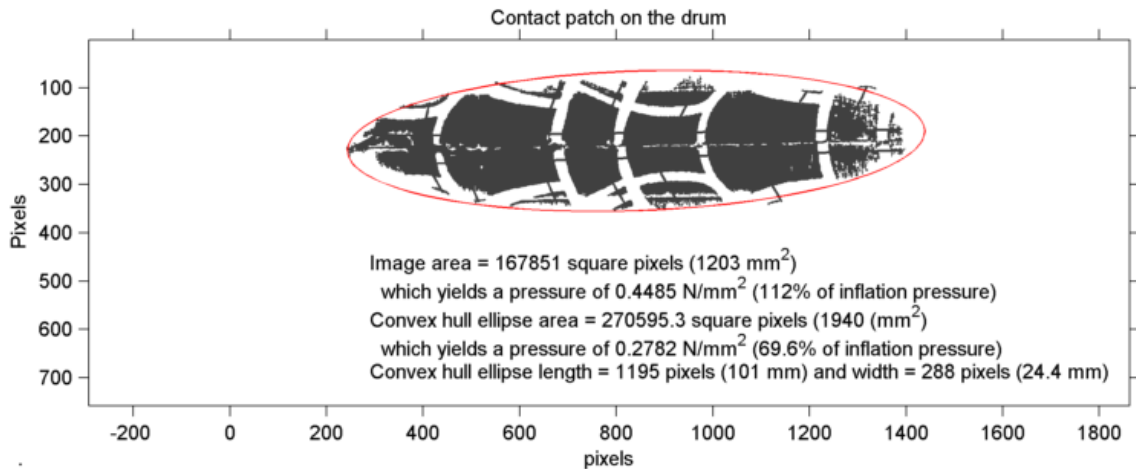 Contact patch on the drum
100
200
300
400
500
600
700
Pixels
Image area = 167851 square pixels (1203 mm²)
which yields a pressure of 0.4485 N/mm² (112% of inflation pressure)
Convex hull ellipse area = 270595.3 square pixels (1940 (mm²)
which yields a pressure of 0.2782 N/mm² (69.6% of inflation pressure)
Convex hull ellipse length = 1195 pixels (101 mm) and width = 288 pixels (24.4 mm)
-200 0 200 400 600 800 1000 1200 1400 1600 1800
pixels
.